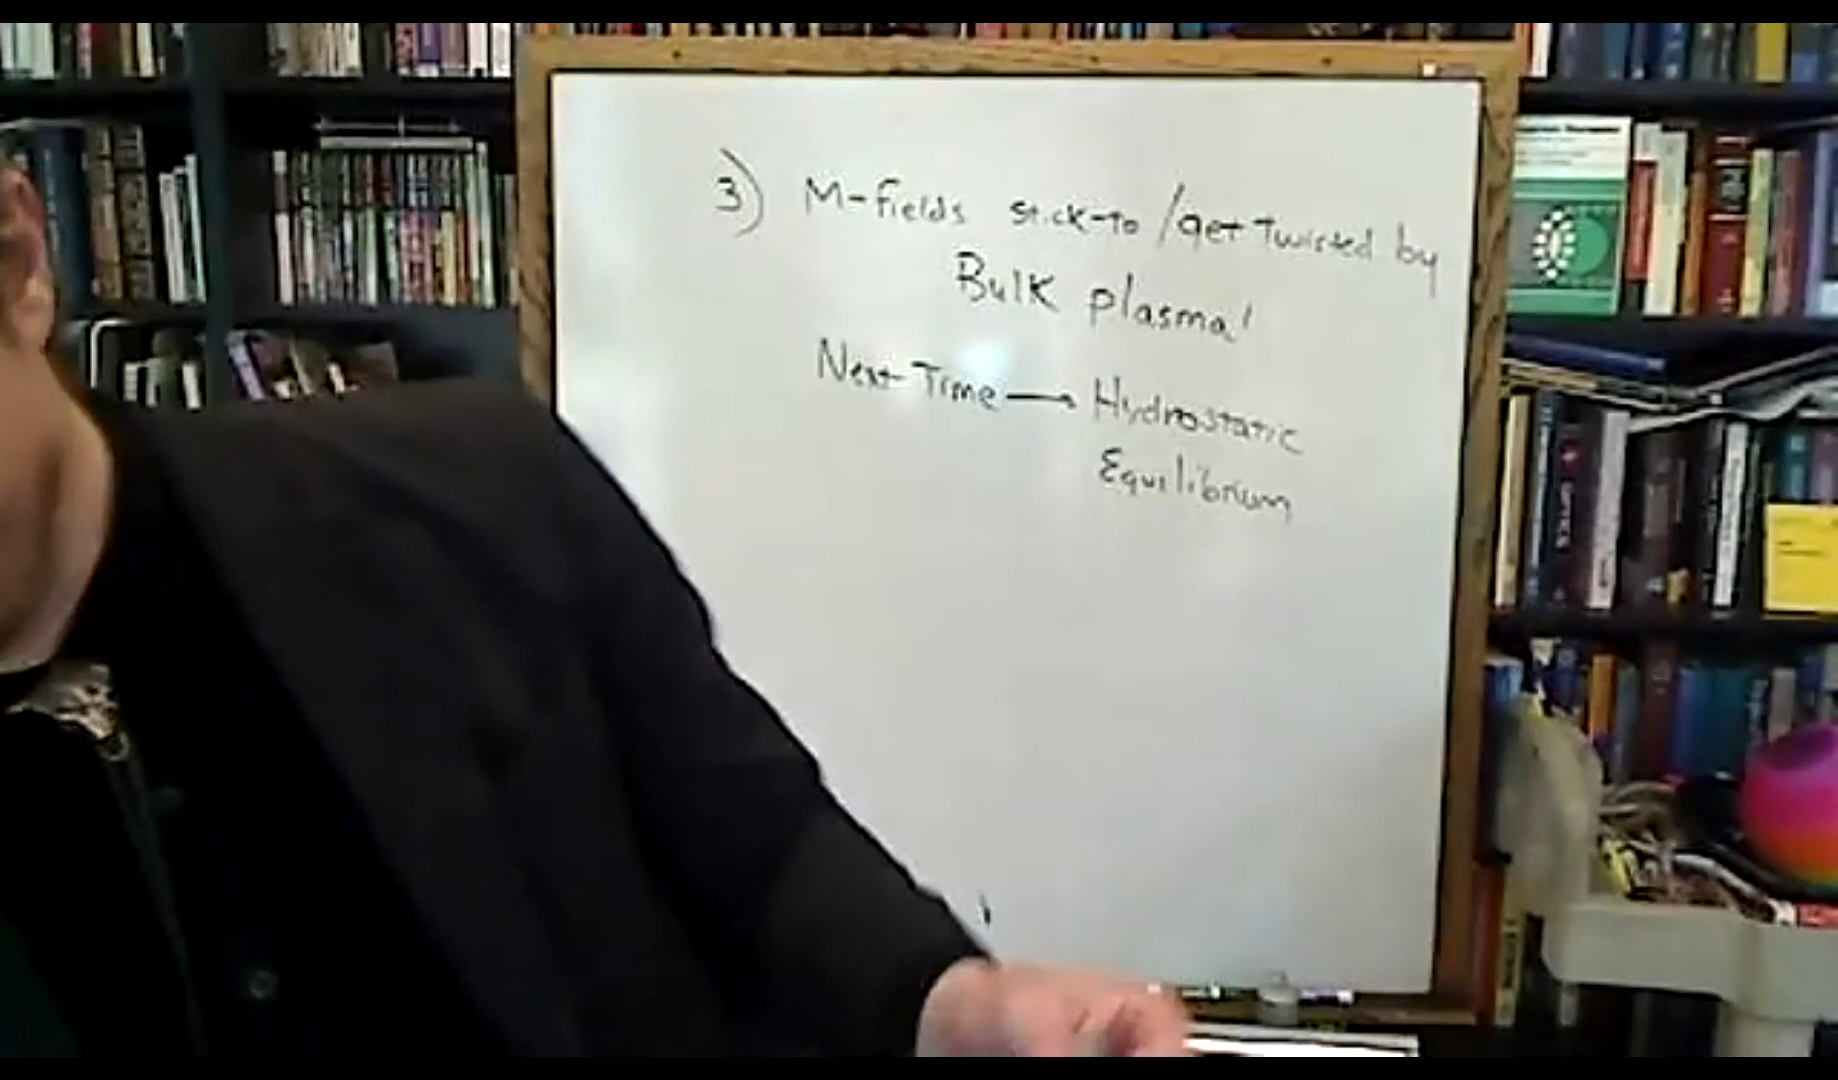 3) M-fields stick-to / get twisted by
Bulk plasma!
Next Time → Hydrostatic
Equilibrium